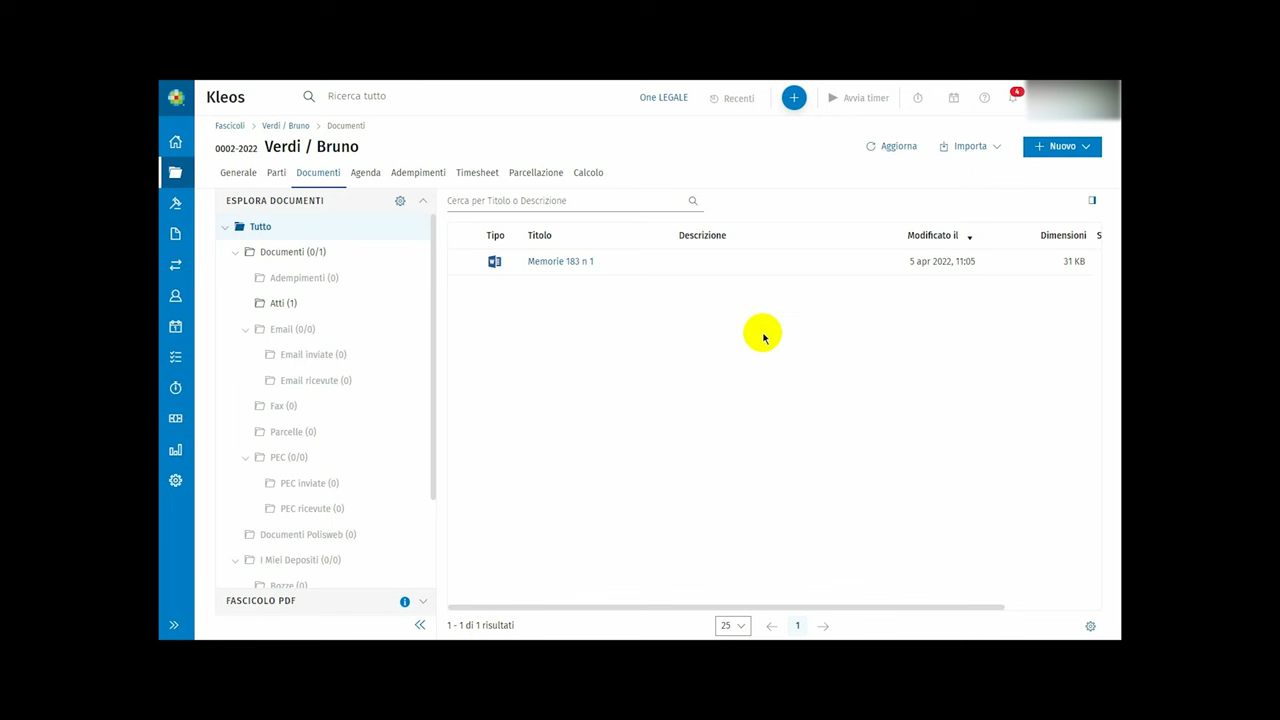 Kleos
Ricerca tutto
One LEGALE
Recenti
Avvia timer
4
Fascicoli > Verdi / Bruno > Documenti
0002-2022 Verdi / Bruno
Aggiorna
Importa
Nuovo
Generale Parti Documenti Agenda Adempimenti Timesheet Parcellazione Calcolo
ESPLORA DOCUMENTI
Tutto
Documenti (0/1)
Adempimenti (0)
Atti (1)
Email (0/0)
Email inviate (0)
Email ricevute (0)
Fax (0)
Parcelle (0)
PEC (0/0)
PEC inviate (0)
PEC ricevute (0)
Documenti Polisweb (0)
I Miei Depositi (0/0)
Bozze (0)
FASCICOLO PDF
Cerca per Titolo o Descrizione
Tipo Titolo Descrizione Modificato il Dimensioni S
Memorie 183 n 1 5 apr 2022, 11:05 31 KB
1 - 1 di 1 risultati
25
1